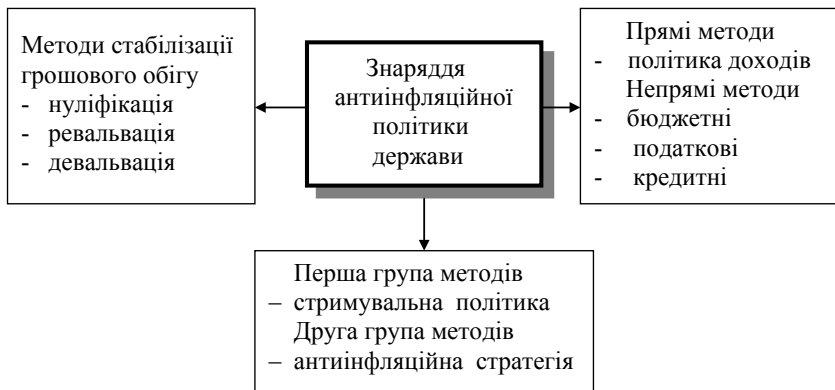 Методи стабілізації
грошового обігу
- нуліфікація
- ревальвація
- девальвація
Знаряддя
антиінфляційної
політики
держави
Прямі методи
- політика доходів
Непрямі методи
- бюджетні
- податкові
- кредитні
Перша група методів
– стримувальна політика
Друга група методів
– антиінфляційна стратегія